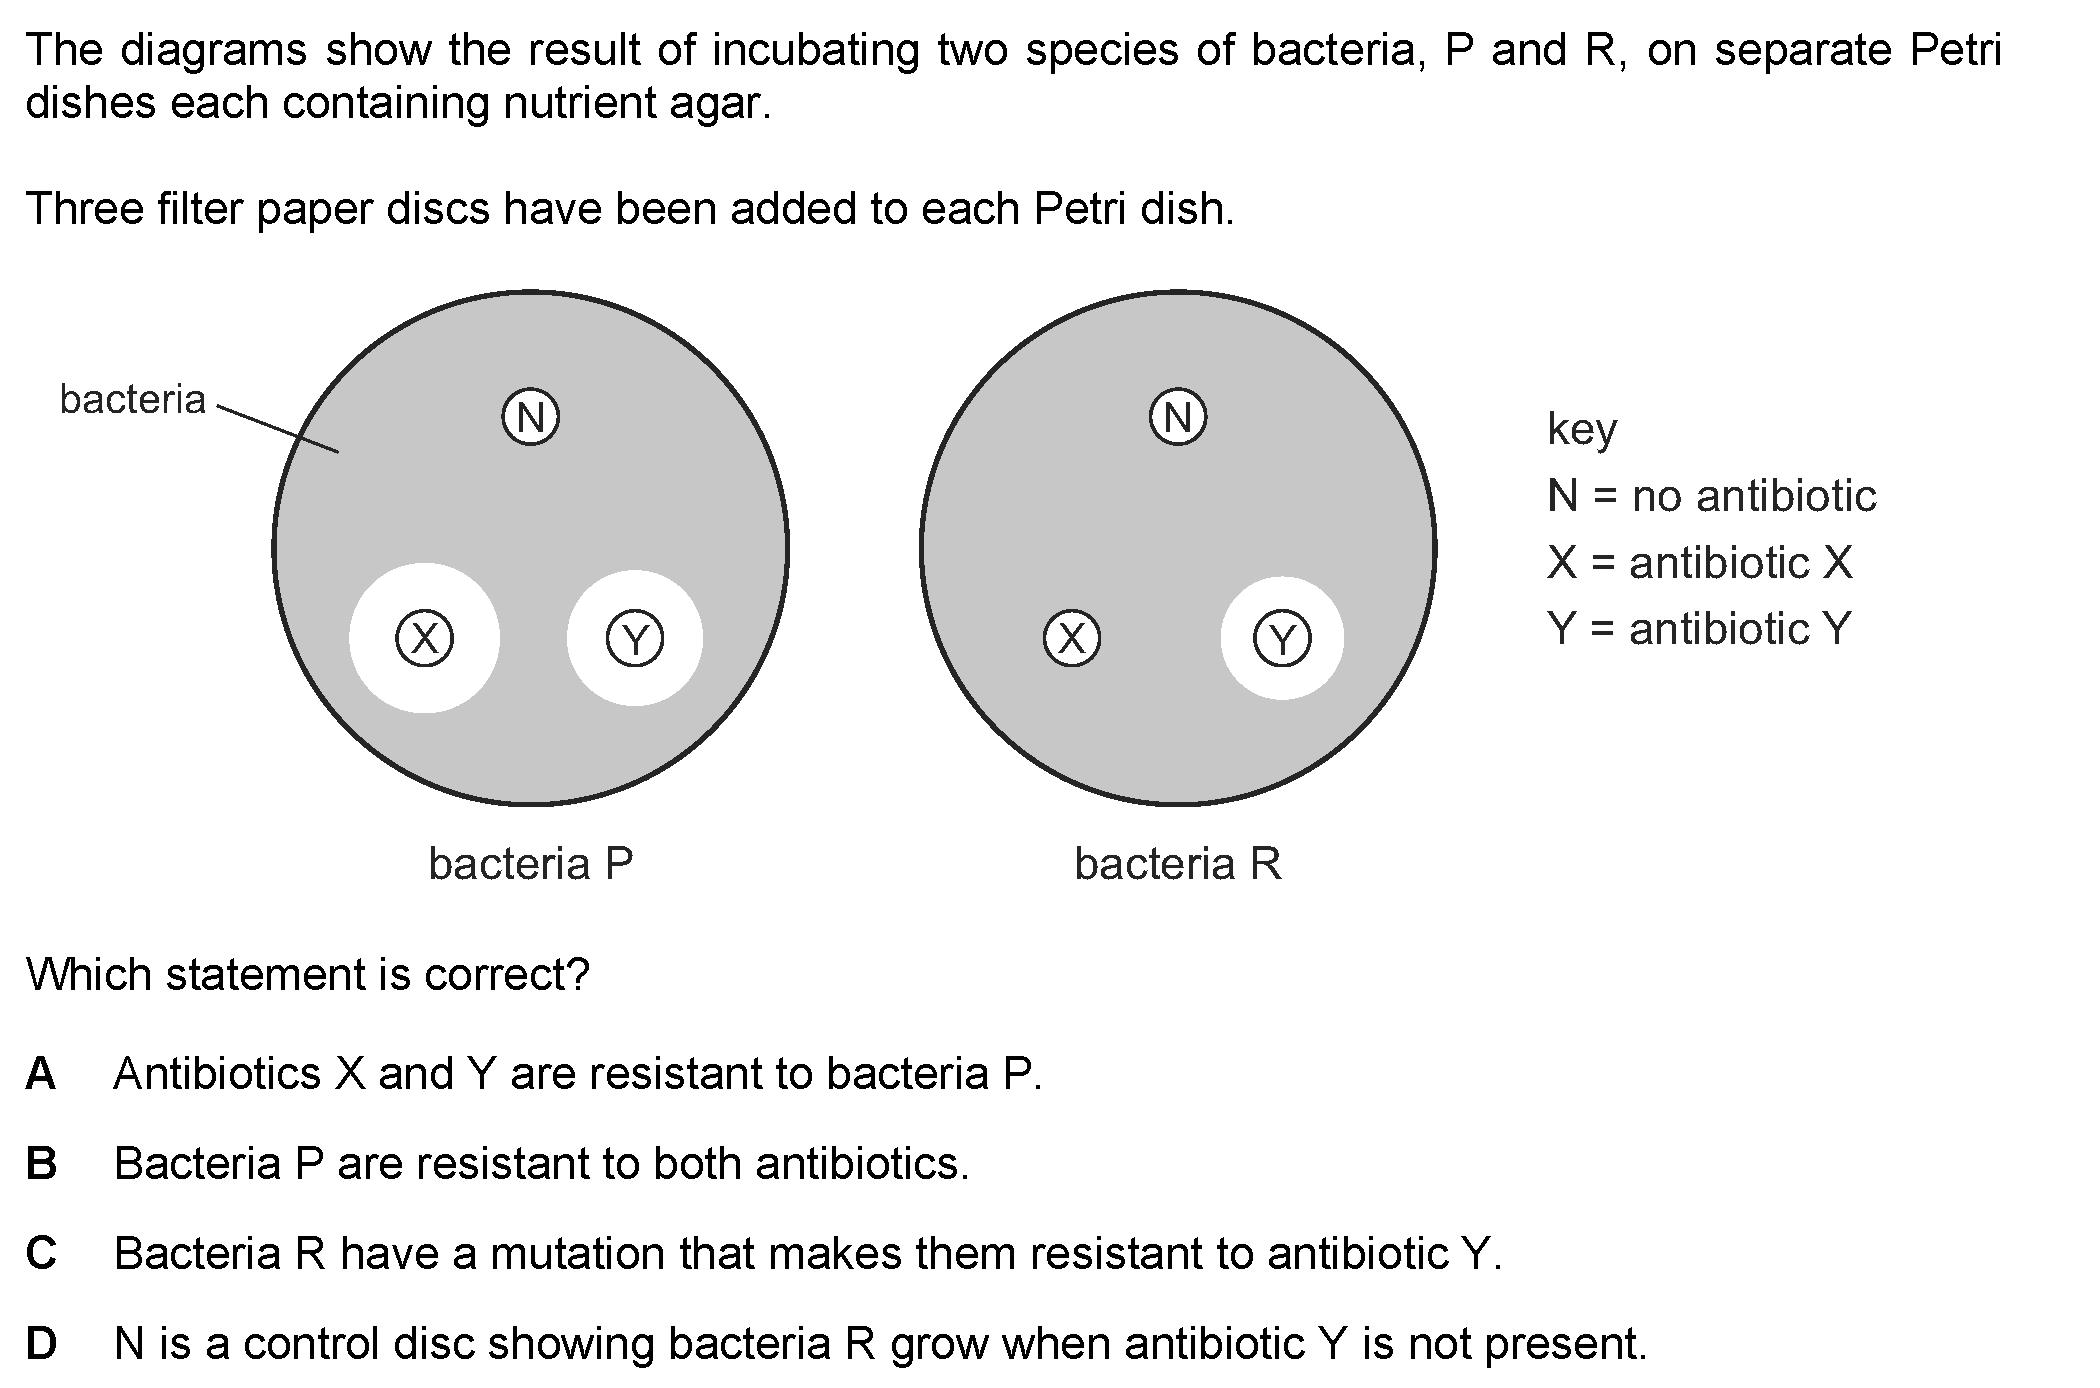 The diagrams show the result of incubating two species of bacteria, P and R, on separate Petri
dishes each containing nutrient agar.
Three filter paper discs have been added to each Petri dish.
bacteria
N
X
Y
bacteria P
N
X
Y
bacteria R
key
N = no antibiotic
X = antibiotic X
Y = antibiotic Y
Which statement is correct?
A Antibiotics X and Y are resistant to bacteria P.
B Bacteria P are resistant to both antibiotics.
C Bacteria R have a mutation that makes them resistant to antibiotic Y.
D N is a control disc showing bacteria R grow when antibiotic Y is not present.